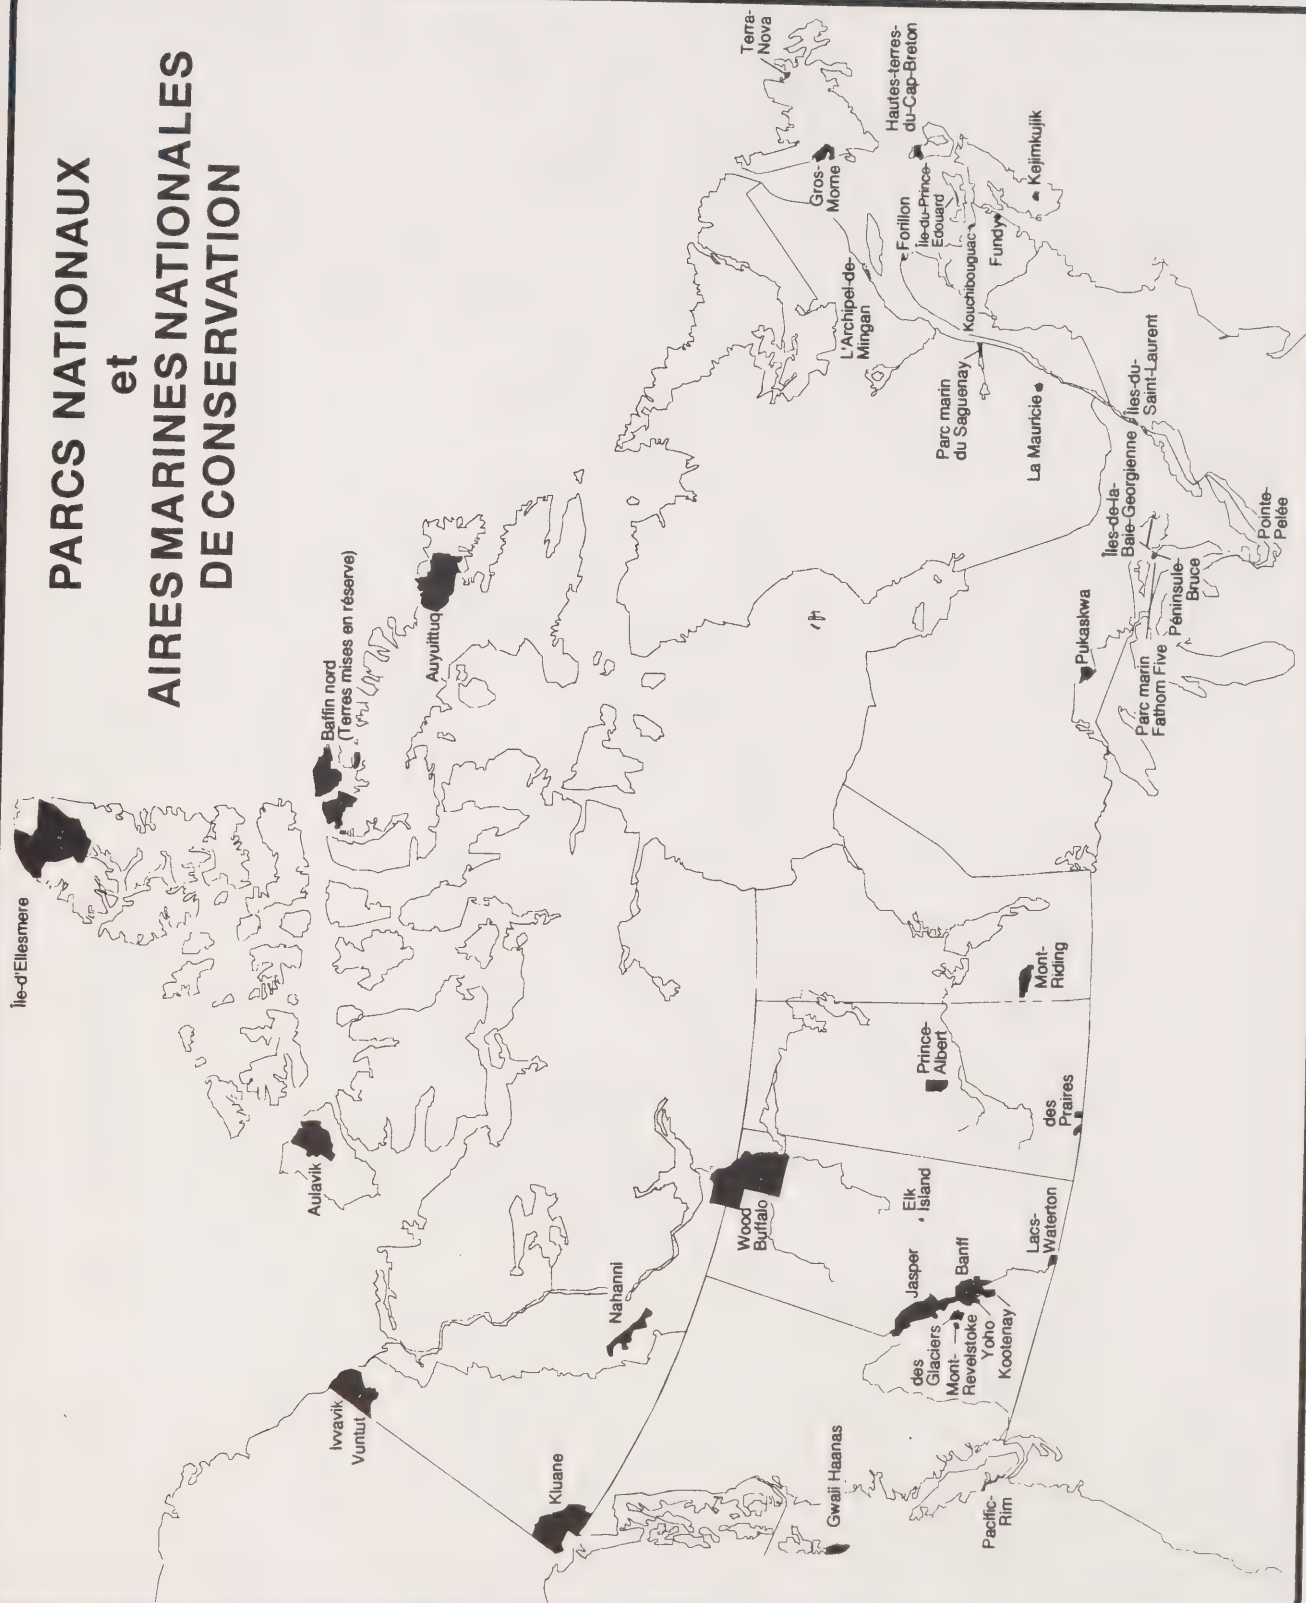 PARCS NATIONAUX
et
AIRES MARINES NATIONALES
DE CONSERVATION
Île-d'Ellesmere
Baffin nord
(Terres mises en réserve)
Auyuittuq
Aulavik
Ivvavik
Vuntut
Kluane
Nahanni
Wood
Buffalo
Gwaii Haanas
Pacific-
Rim
Jasper
Banff
des
Glaciers
Mont-
Revelstoke
Yoho
Kootenay
Elk
Island
Lacs-
Waterton
Prince-
Albert
des
Praires
Mont-
Riding
Pukaskwa
Parc marin
Fathom Five
Péninsule-
Bruce
Îles-de-la-
Baie-Georgienne
Pointe-
Pelée
Îles-du-
Saint-Laurent
La Mauricie
Parc marin
du Saguenay
L'Archipel-de-
Mingan
Forillon
Île-du-Prince-
Edouard
Kouchibouguac
Fundy
Kejimkujik
Hautes-terres-
du-Cap-Breton
Gros-
Morne
Terra-
Nova